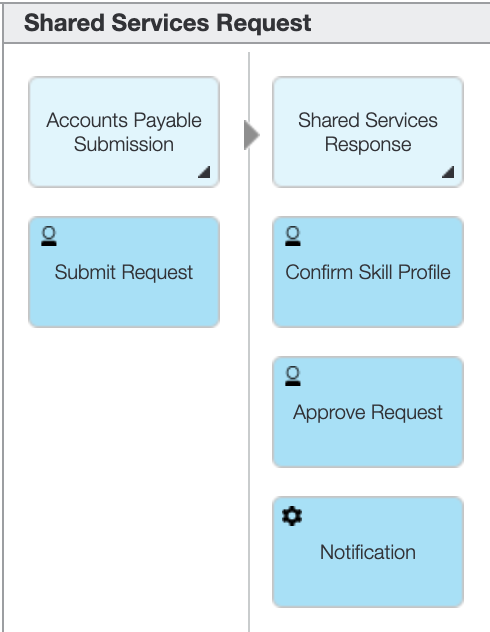 Shared Services Request
Accounts Payable
Submission
Shared Services
Response
Submit Request
Confirm Skill Profile
Approve Request
Notification